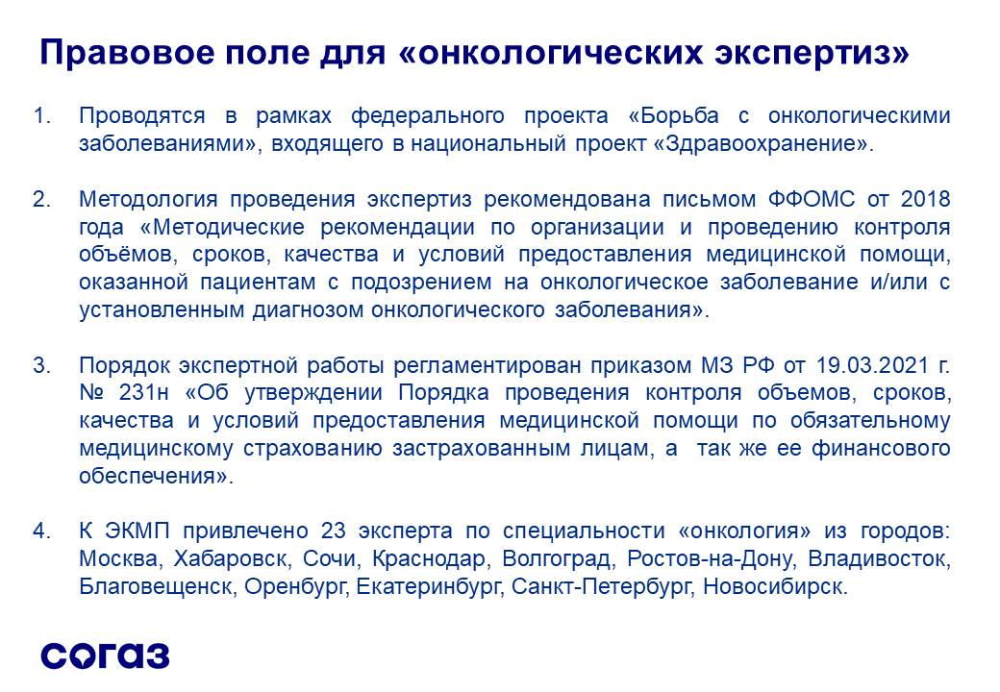 Правовое поле для «онкологических экспертиз»
1. Проводятся в рамках федерального проекта «Борьба с онкологическими
заболеваниями», входящего в национальный проект «Здравоохранение».
2. Методология проведения экспертиз рекомендована письмом ФФОМС от 2018
года «Методические рекомендации по организации и проведению контроля
объёмов, сроков, качества и условий предоставления медицинской помощи,
оказанной пациентам с подозрением на онкологическое заболевание и/или с
установленным диагнозом онкологического заболевания».
3. Порядок экспертной работы регламентирован приказом МЗ РФ от 19.03.2021 г.
№ 231н «Об утверждении Порядка проведения контроля объемов, сроков,
качества и условий предоставления медицинской помощи по обязательному
медицинскому страхованию застрахованным лицам, а так же ее финансового
обеспечения».
4. К ЭКМП привлечено 23 эксперта по специальности «онкология» из городов:
Москва, Хабаровск, Сочи, Краснодар, Волгоград, Ростов-на-Дону, Владивосток,
Благовещенск, Оренбург, Екатеринбург, Санкт-Петербург, Новосибирск.
согаз